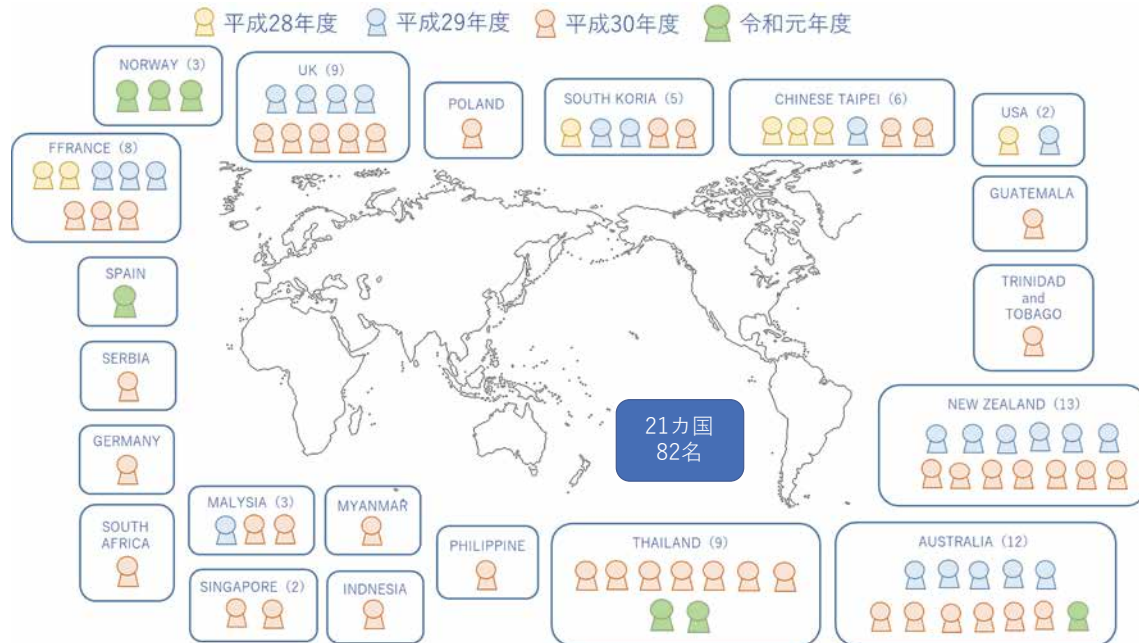 平成28年度 平成29年度 平成30年度 令和元年度
NORWAY (3)
UK (9)
POLAND
SOUTH KORIA (5)
CHINESE TAIPEI (6)
USA (2)
FFRANCE (8)
GUATEMALA
SPAIN
TRINIDAD
and
TOBAGO
SERBIA
NEW ZEALAND (13)
21カ国
82名
GERMANY
MALYSIA (3)
MYANMAR
SOUTH
AFRICA
PHILIPPINE
THAILAND (9)
AUSTRALIA (12)
SINGAPORE (2)
INDNESIA